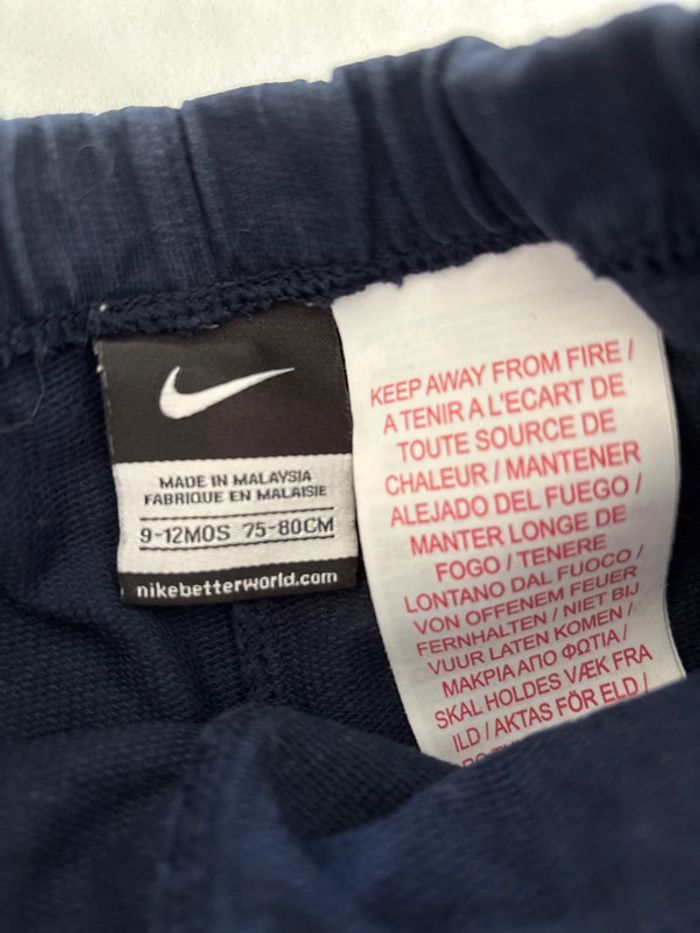 MADE IN MALAYSIA
FABRIQUE EN MALAISIE
9-12MOS 75-80CM
nikebetterworld.com
KEEP AWAY FROM FIRE /
A TENIR A L'ECART DE
TOUTE SOURCE DE
CHALEUR / MANTENER
ALEJADO DEL FUEGO /
MANTER LONGE DE
FOGO / TENERE
LONTANO DAL FUOCO /
VON OFFENEM FEUER
FERNHALTEN / NIET BIJ
VUUR LATEN KOMEN /
ΜΑΚΡΙΑ ΑΠΟ ΦΩΤΙΑ /
SKAL HOLDES VÆK FRA
ILD / AKTAS FÖR ELD /